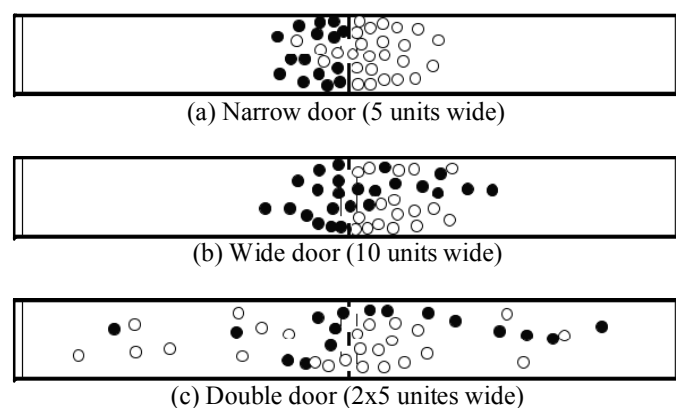 (a) Narrow door (5 units wide)
(b) Wide door (10 units wide)
(c) Double door (2x5 unites wide)